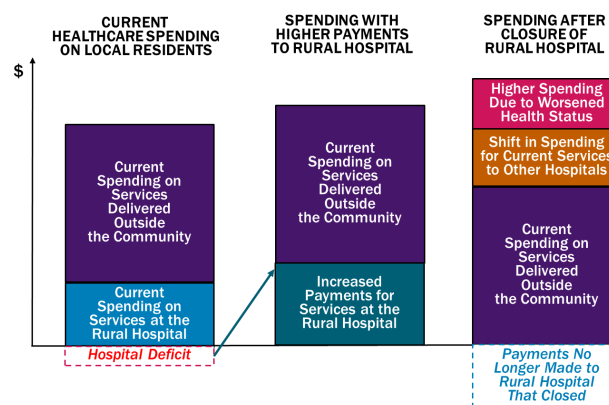 CURRENT
HEALTHCARE SPENDING
ON LOCAL RESIDENTS
SPENDING WITH
HIGHER PAYMENTS
TO RURAL HOSPITAL
SPENDING AFTER
CLOSURE OF
RURAL HOSPITAL
$
Current
Spending on
Services
Delivered
Outside
the Community
Current
Spending on
Services at the
Rural Hospital
Hospital Deficit
Current
Spending on
Services
Delivered
Outside
the Community
Increased
Payments for
Services at the
Rural Hospital
Higher Spending
Due to Worsened
Health Status
Shift in Spending
for Current Services
to Other Hospitals
Current
Spending on
Services
Delivered
Outside
the Community
Payments No
Longer Made to
Rural Hospital
That Closed